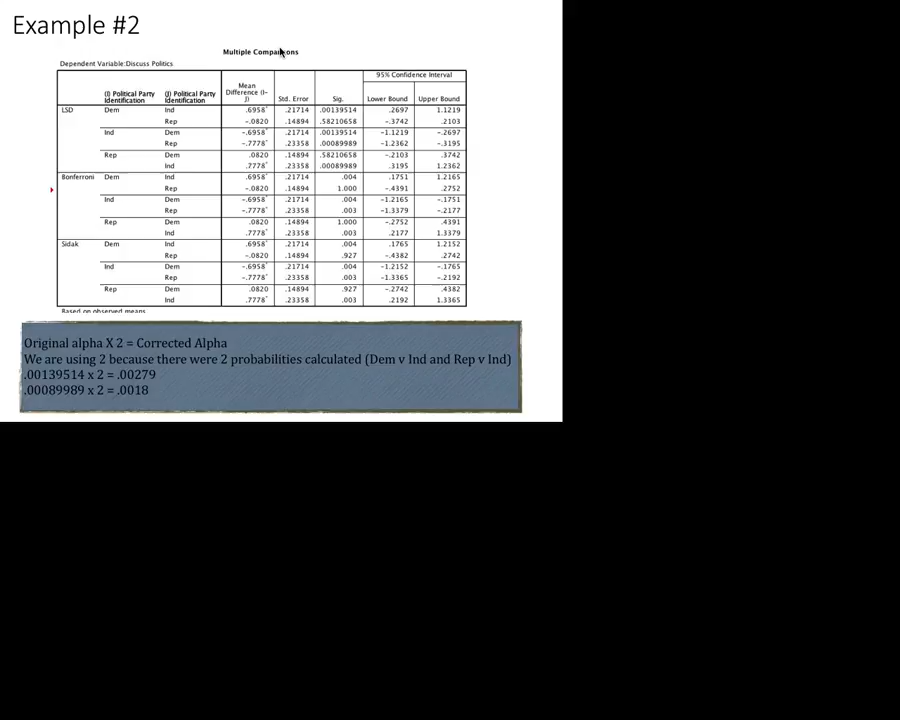 Example #2
Multiple Comparisons
Dependent Variable:Discuss Politics
95% Confidence Interval
(I) Political Party Identification (J) Political Party Identification Mean Difference (I-J) Std. Error Sig. Lower Bound Upper Bound
LSD Dem Ind .6958* .21714 .00139514 .2697 1.1219
Rep -.0820 .14894 .58210658 -.3742 .2103
Ind Dem -.6958* .21714 .00139514 -1.1219 -.2697
Rep -.7778* .23358 .00089989 -1.2362 -.3195
Rep Dem .0820 .14894 .58210658 -.2103 .3742
Ind .7778* .23358 .00089989 .3195 1.2362
Bonferroni Dem Ind .6958* .21714 .004 .1751 1.2165
Rep -.0820 .14894 1.000 -.4391 .2752
Ind Dem -.6958* .21714 .004 -1.2165 -.1751
Rep -.7778* .23358 .003 -1.3379 -.2177
Rep Dem .0820 .14894 1.000 -.2752 .4391
Ind .7778* .23358 .003 .2177 1.3379
Sidak Dem Ind .6958* .21714 .004 .1765 1.2152
Rep -.0820 .14894 .927 -.4382 .2742
Ind Dem -.6958* .21714 .004 -1.2152 -.1765
Rep -.7778* .23358 .003 -1.3365 -.2192
Rep Dem .0820 .14894 .927 -.2742 .4382
Ind .7778* .23358 .003 .2192 1.3365
Based on observed means.
Original alpha X 2 = Corrected Alpha
We are using 2 because there were 2 probabilities calculated (Dem v Ind and Rep v Ind)
.00139514 x 2 = .00279
.00089989 x 2 = .0018